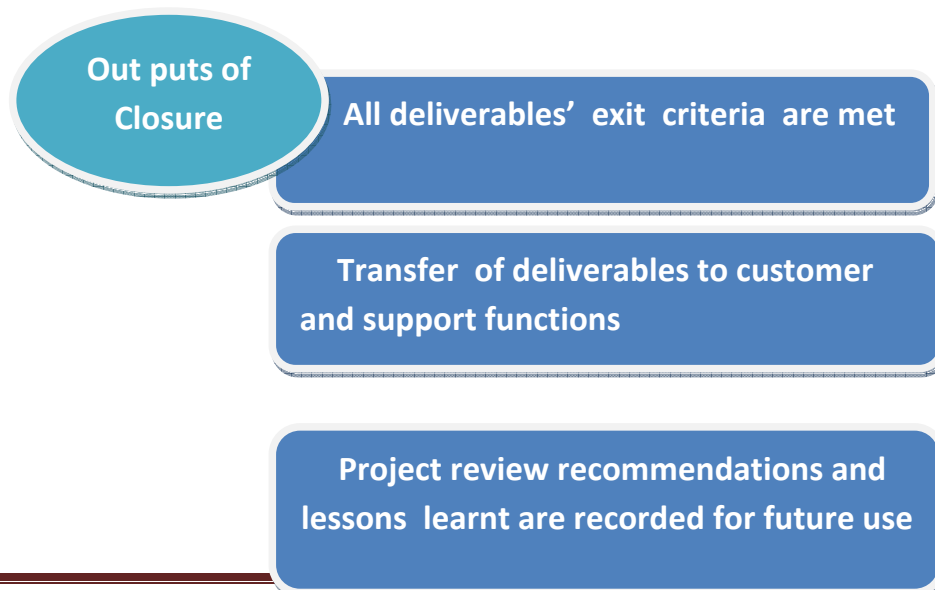 Out puts of
Closure
All deliverables’ exit criteria are met
Transfer of deliverables to customer
and support functions
Project review recommendations and
lessons learnt are recorded for future use